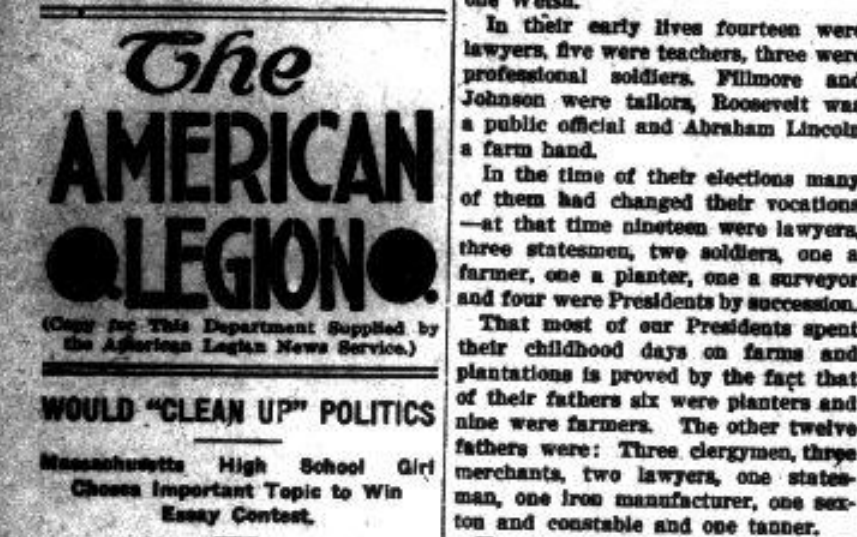 The
AMERICAN
LEGION
(Copy for This Department Supplied by
the American Legion News Service.)
WOULD "CLEAN UP" POLITICS
Massachusetts High School Girl
Choses Important Topic to Win
Essay Contest.
one Welsh.
In their early lives fourteen were
lawyers, five were teachers, three were
professional soldiers. Fillmore and
Johnson were tailors, Roosevelt was
a public official and Abraham Lincoln
a farm hand.
In the time of their elections many
of them had changed their vocations
—at that time nineteen were lawyers,
three statesmen, two soldiers, one a
farmer, one a planter, one a surveyor
and four were Presidents by succession.
That most of our Presidents spent
their childhood days on farms and
plantations is proved by the fact that
of their fathers six were planters and
nine were farmers. The other twelve
fathers were: Three clergymen, three
merchants, two lawyers, one states-
man, one iron manufacturer, one sex-
ton and constable and one tanner.